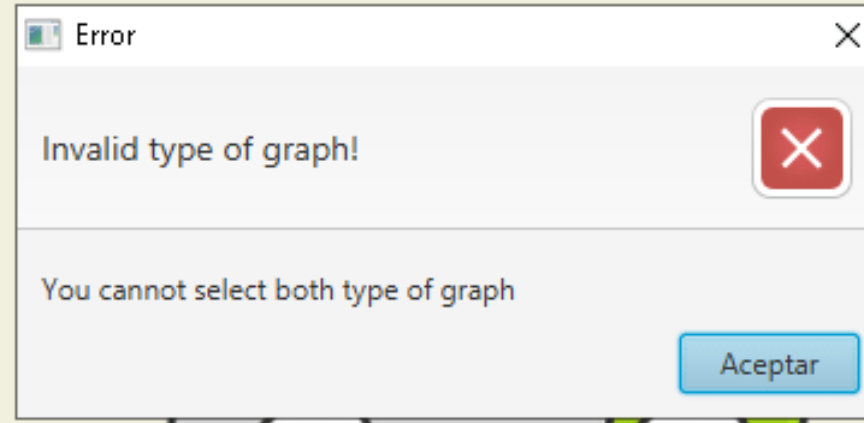 Error
Invalid type of graph!
You cannot select both type of graph
Aceptar